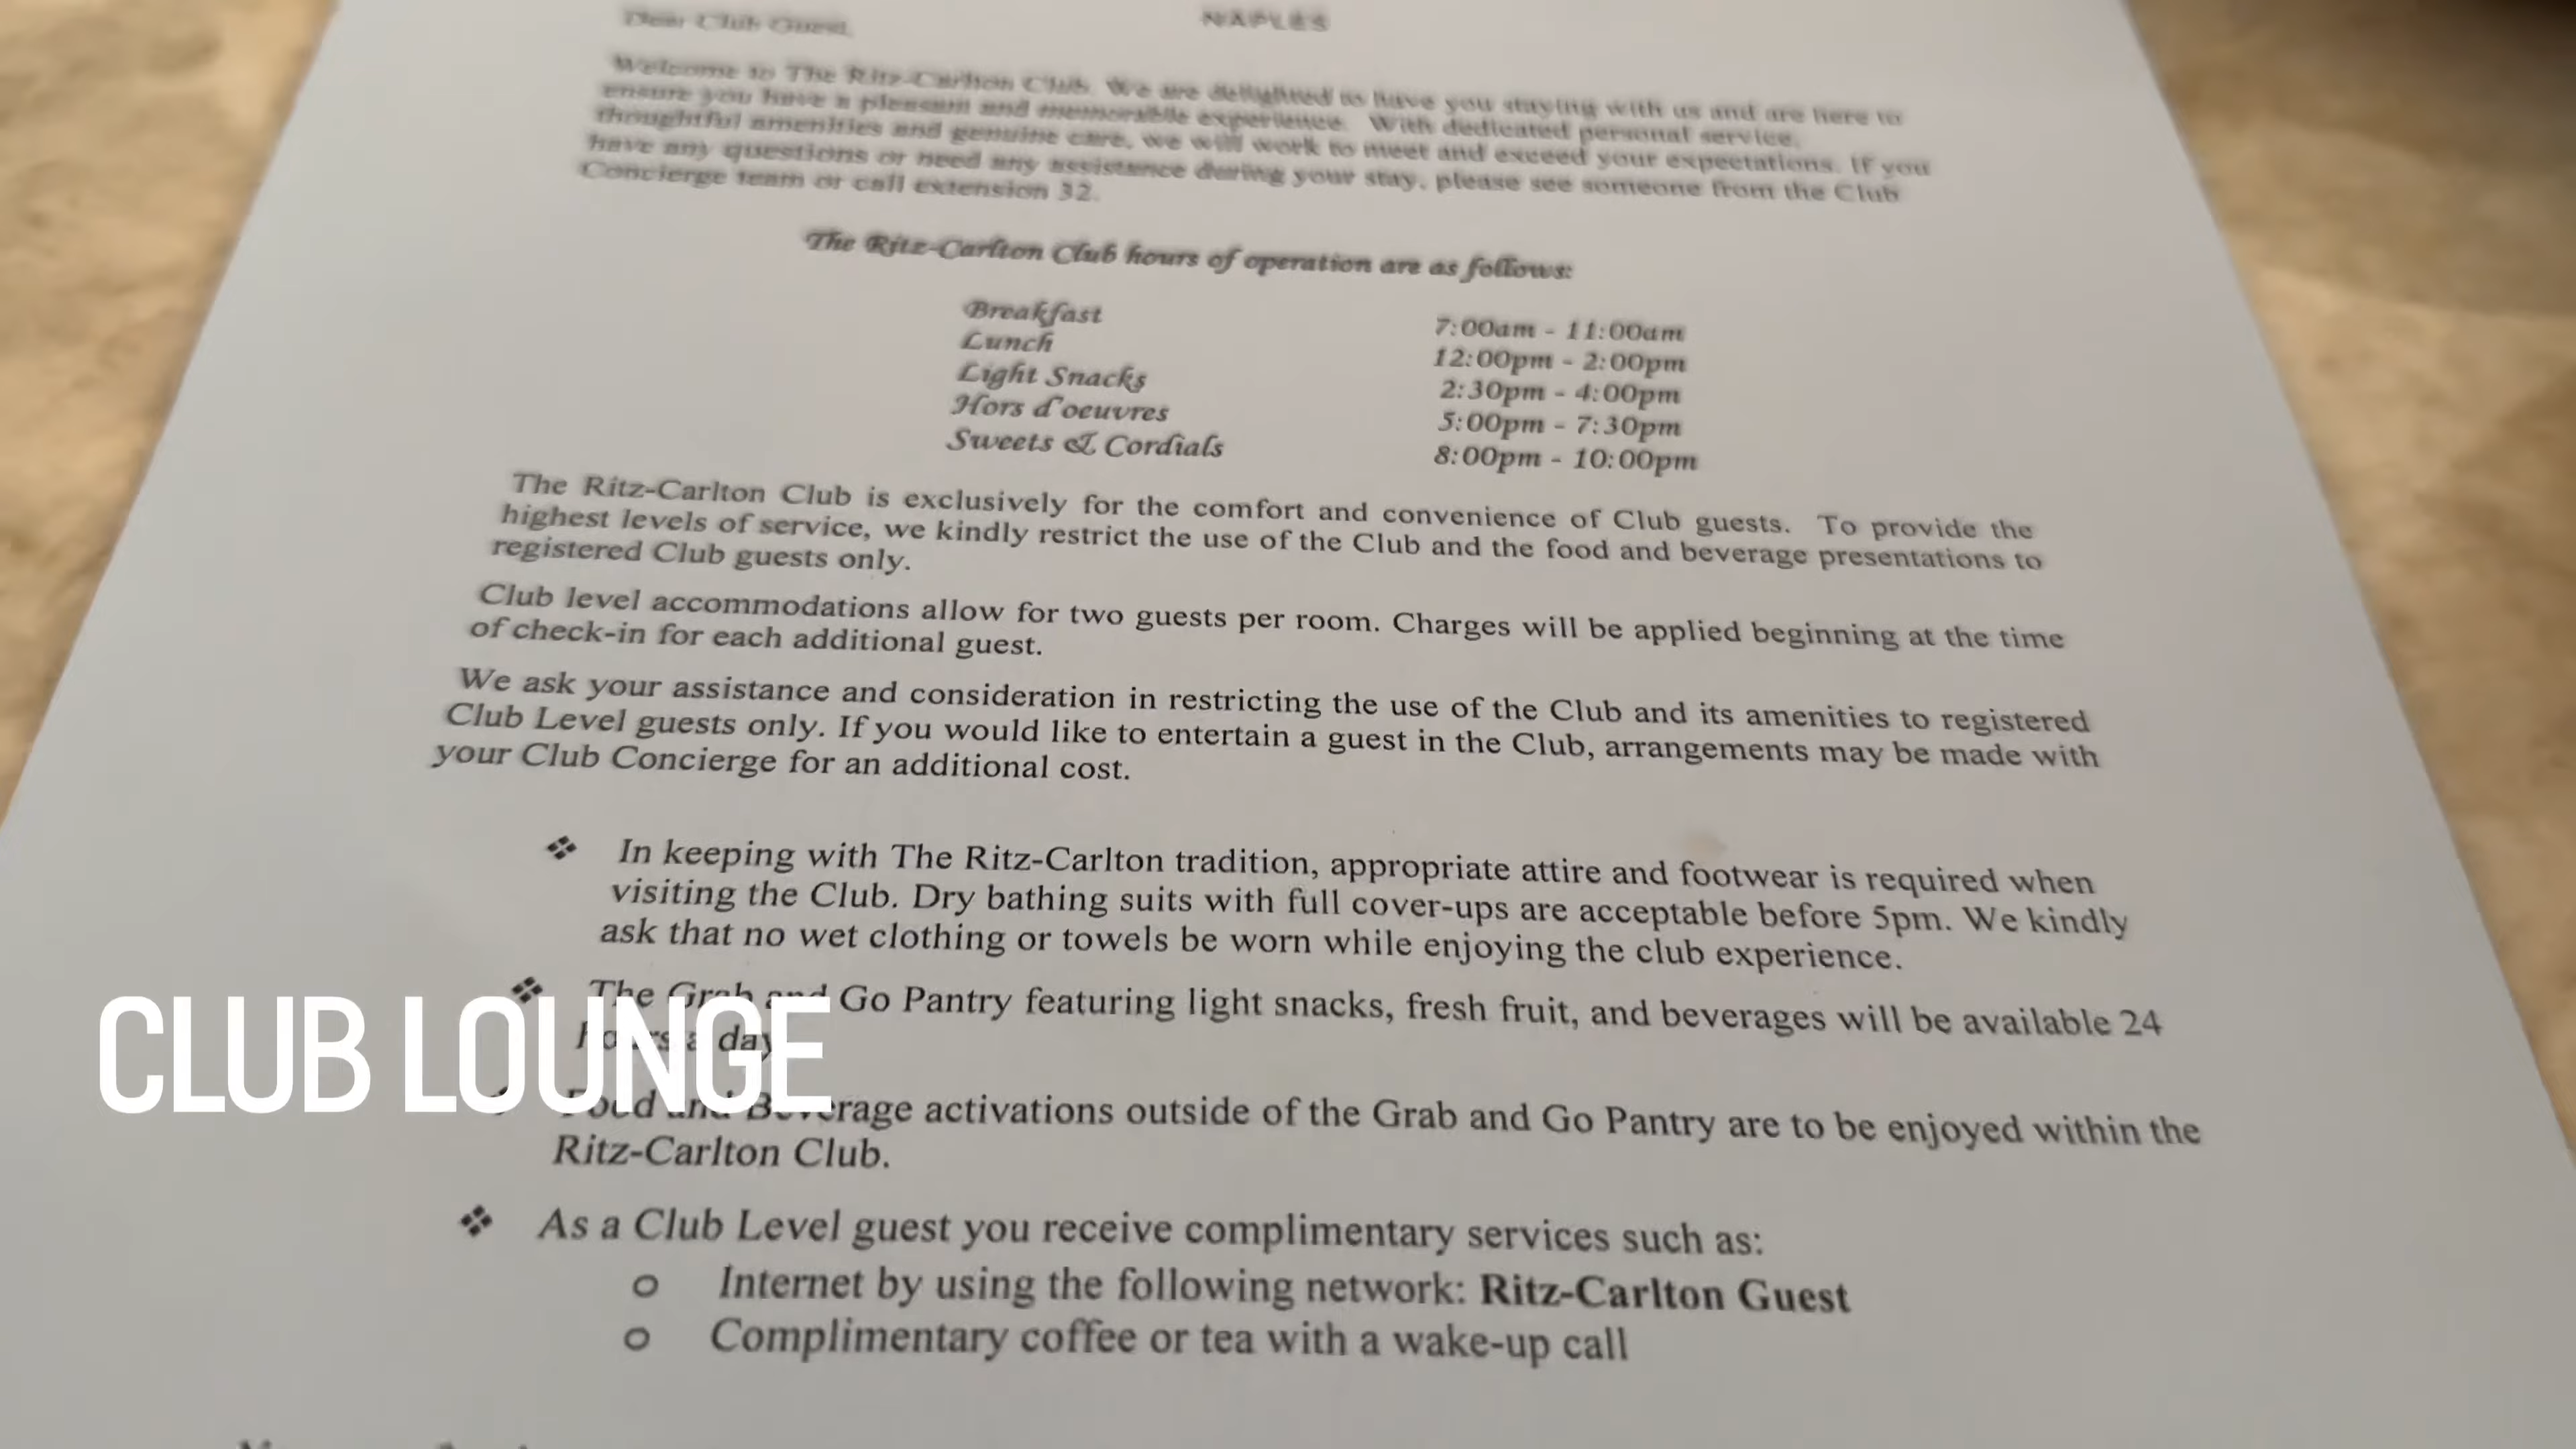 Dear Club Guest,
NAPLES
Welcome to The Ritz-Carlton Club. We are delighted to have you staying with us and are here to
ensure you have a pleasant and memorable experience. With dedicated personal service,
thoughtful amenities and genuine care, we will work to meet and exceed your expectations. If you
have any questions or need any assistance during your stay, please see someone from the Club
Concierge team or call extension 32.
The Ritz-Carlton Club hours of operation are as follows:
Breakfast 7:00am - 11:00am
Lunch 12:00pm - 2:00pm
Light Snacks 2:30pm - 4:00pm
Hors d'oeuvres 5:00pm - 7:30pm
Sweets & Cordials 8:00pm - 10:00pm
The Ritz-Carlton Club is exclusively for the comfort and convenience of Club guests. To provide the
highest levels of service, we kindly restrict the use of the Club and the food and beverage presentations to
registered Club guests only.
Club level accommodations allow for two guests per room. Charges will be applied beginning at the time
of check-in for each additional guest.
We ask your assistance and consideration in restricting the use of the Club and its amenities to registered
Club Level guests only. If you would like to entertain a guest in the Club, arrangements may be made with
your Club Concierge for an additional cost.
❖ In keeping with The Ritz-Carlton tradition, appropriate attire and footwear is required when
visiting the Club. Dry bathing suits with full cover-ups are acceptable before 5pm. We kindly
ask that no wet clothing or towels be worn while enjoying the club experience.
❖ The Grab and Go Pantry featuring light snacks, fresh fruit, and beverages will be available 24
hours a day
CLUB LOUNGE
Food and Beverage activations outside of the Grab and Go Pantry are to be enjoyed within the
Ritz-Carlton Club.
❖ As a Club Level guest you receive complimentary services such as:
o Internet by using the following network: Ritz-Carlton Guest
o Complimentary coffee or tea with a wake-up call